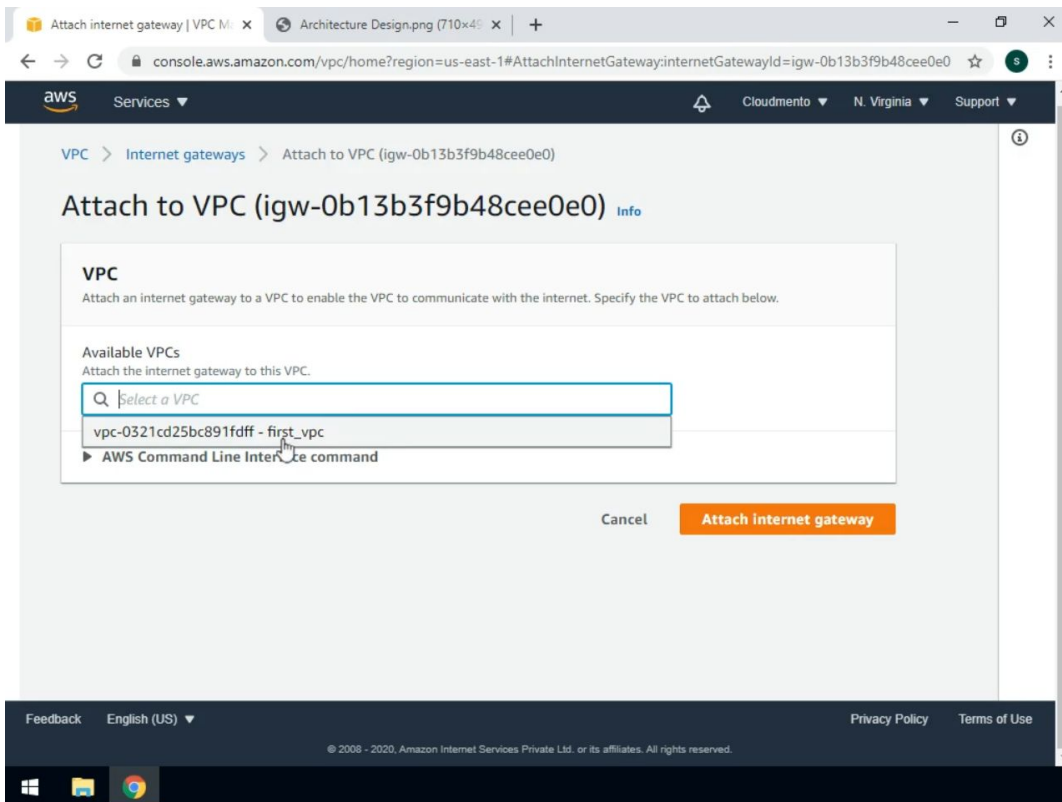 Attach internet gateway | VPC M
Architecture Design.png (710×49
console.aws.amazon.com/vpc/home?region=us-east-1#AttachInternetGateway:internetGatewayId=igw-0b13b3f9b48cee0e0
S
aws Services ▼ Cloudmento ▼ N. Virginia ▼ Support ▼
VPC > Internet gateways > Attach to VPC (igw-0b13b3f9b48cee0e0)
Attach to VPC (igw-0b13b3f9b48cee0e0) Info
VPC
Attach an internet gateway to a VPC to enable the VPC to communicate with the internet. Specify the VPC to attach below.
Available VPCs
Attach the internet gateway to this VPC.
Select a VPC
vpc-0321cd25bc891fdff - first_vpc
▶ AWS Command Line Interface command
Cancel Attach internet gateway
Feedback English (US) ▼ Privacy Policy Terms of Use
© 2008 - 2020, Amazon Internet Services Private Ltd. or its affiliates. All rights reserved.